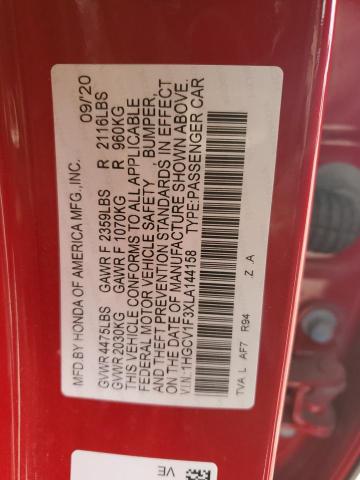 MFD. BY HONDA OF AMERICA MFG.,INC. 09/20
GVWR 4475LBS GAWR F 2359LBS R 2116LBS
GVWR 2030KG GAWR F 1070KG R 960KG
THIS VEHICLE CONFORMS TO ALL APPLICABLE
FEDERAL MOTOR VEHICLE SAFETY, BUMPER,
AND THEFT PREVENTION STANDARDS IN EFFECT
ON THE DATE OF MANUFACTURE SHOWN ABOVE.
V.I.N.:1HGCV1F3XLA144158 TYPE:PASSENGER CAR
TVA L AF7 R94 . Z .A
VE